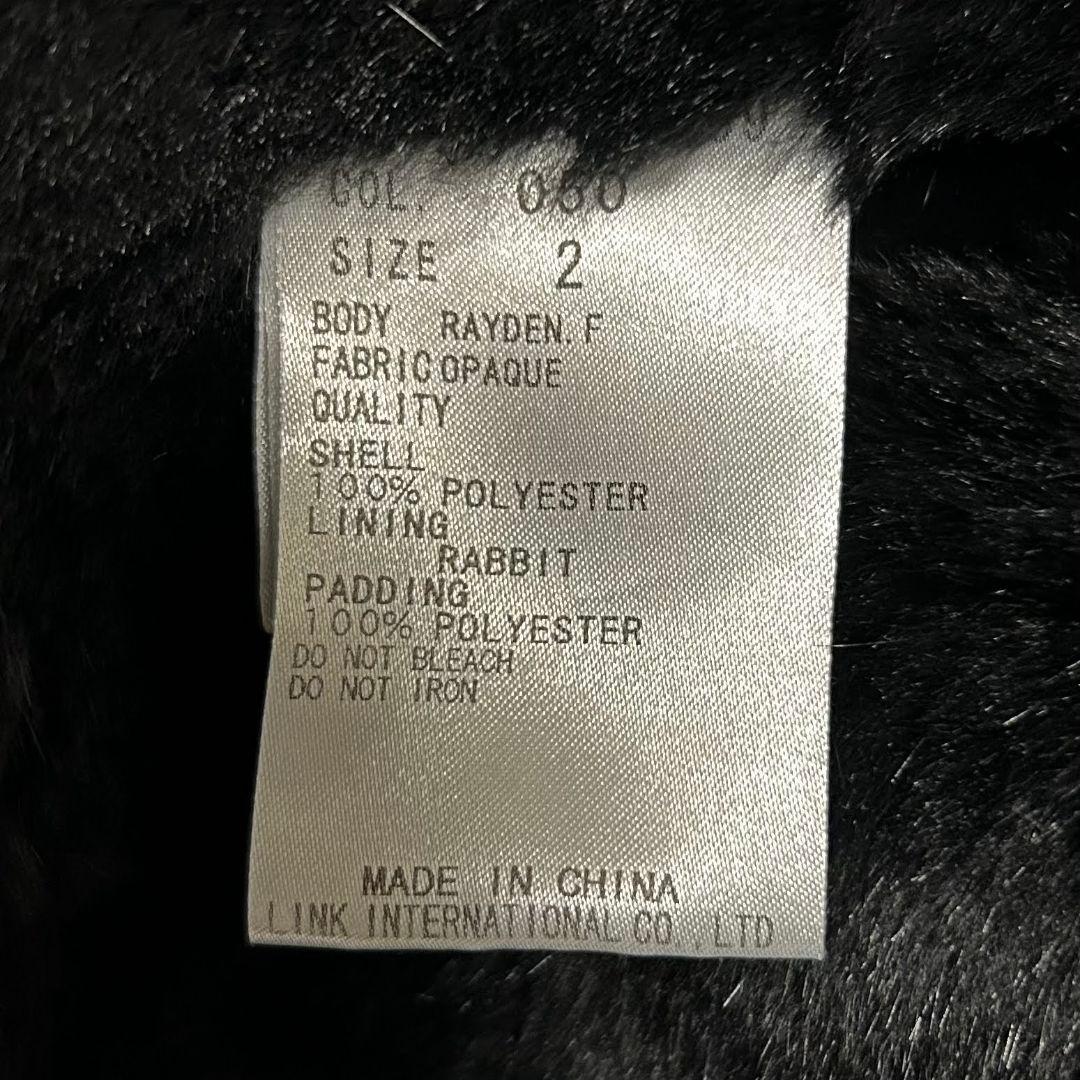 COL.
SIZE 2
BODY RAYDEN.F
FABRIC OPAQUE
QUALITY
SHELL
100% POLYESTER
LINING
RABBIT
PADDING
100% POLYESTER
DO NOT BLEACH
DO NOT IRON
MADE IN CHINA
LINK INTERNATIONAL CO.,LTD